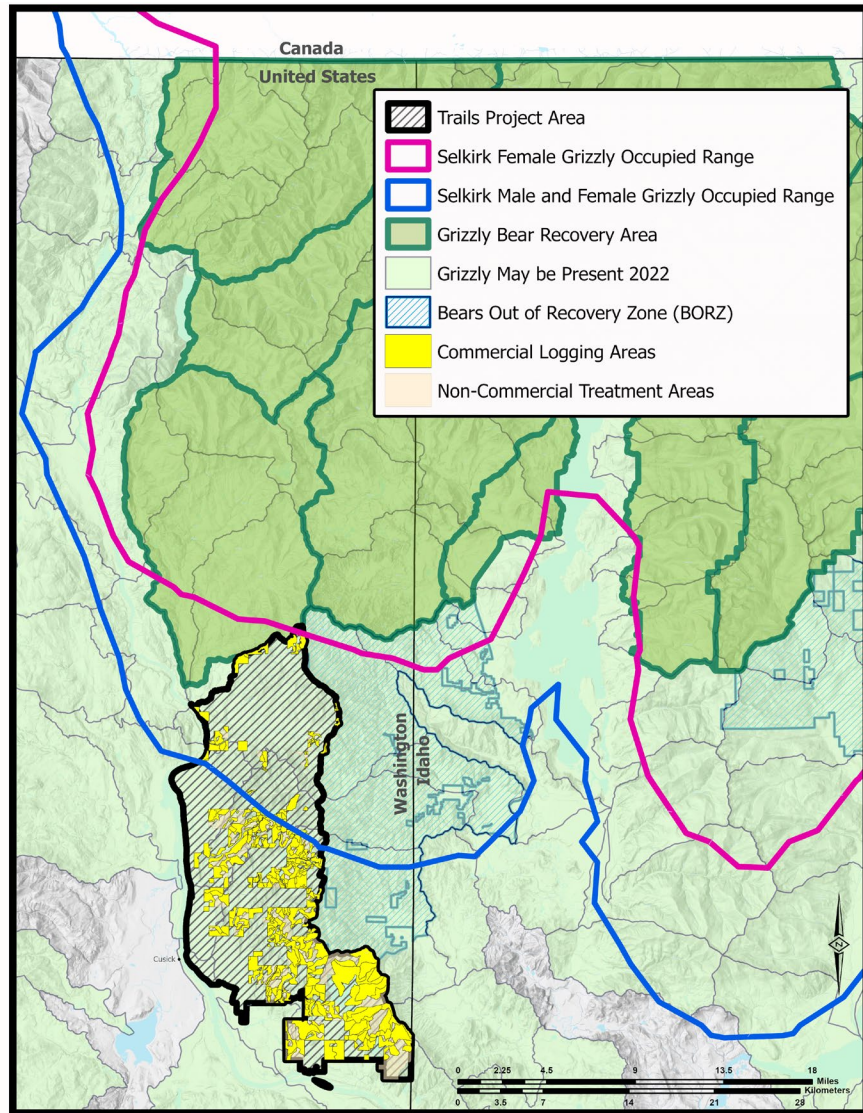 Canada
United States
Trails Project Area
Selkirk Female Grizzly Occupied Range
Selkirk Male and Female Grizzly Occupied Range
Grizzly Bear Recovery Area
Grizzly May be Present 2022
Bears Out of Recovery Zone (BORZ)
Commercial Logging Areas
Non-Commercial Treatment Areas
Washington
Idaho
Cusick
N
0 2.25 4.5 9 13.5 18
Miles
Kilometers
0 3.5 7 14 21 28